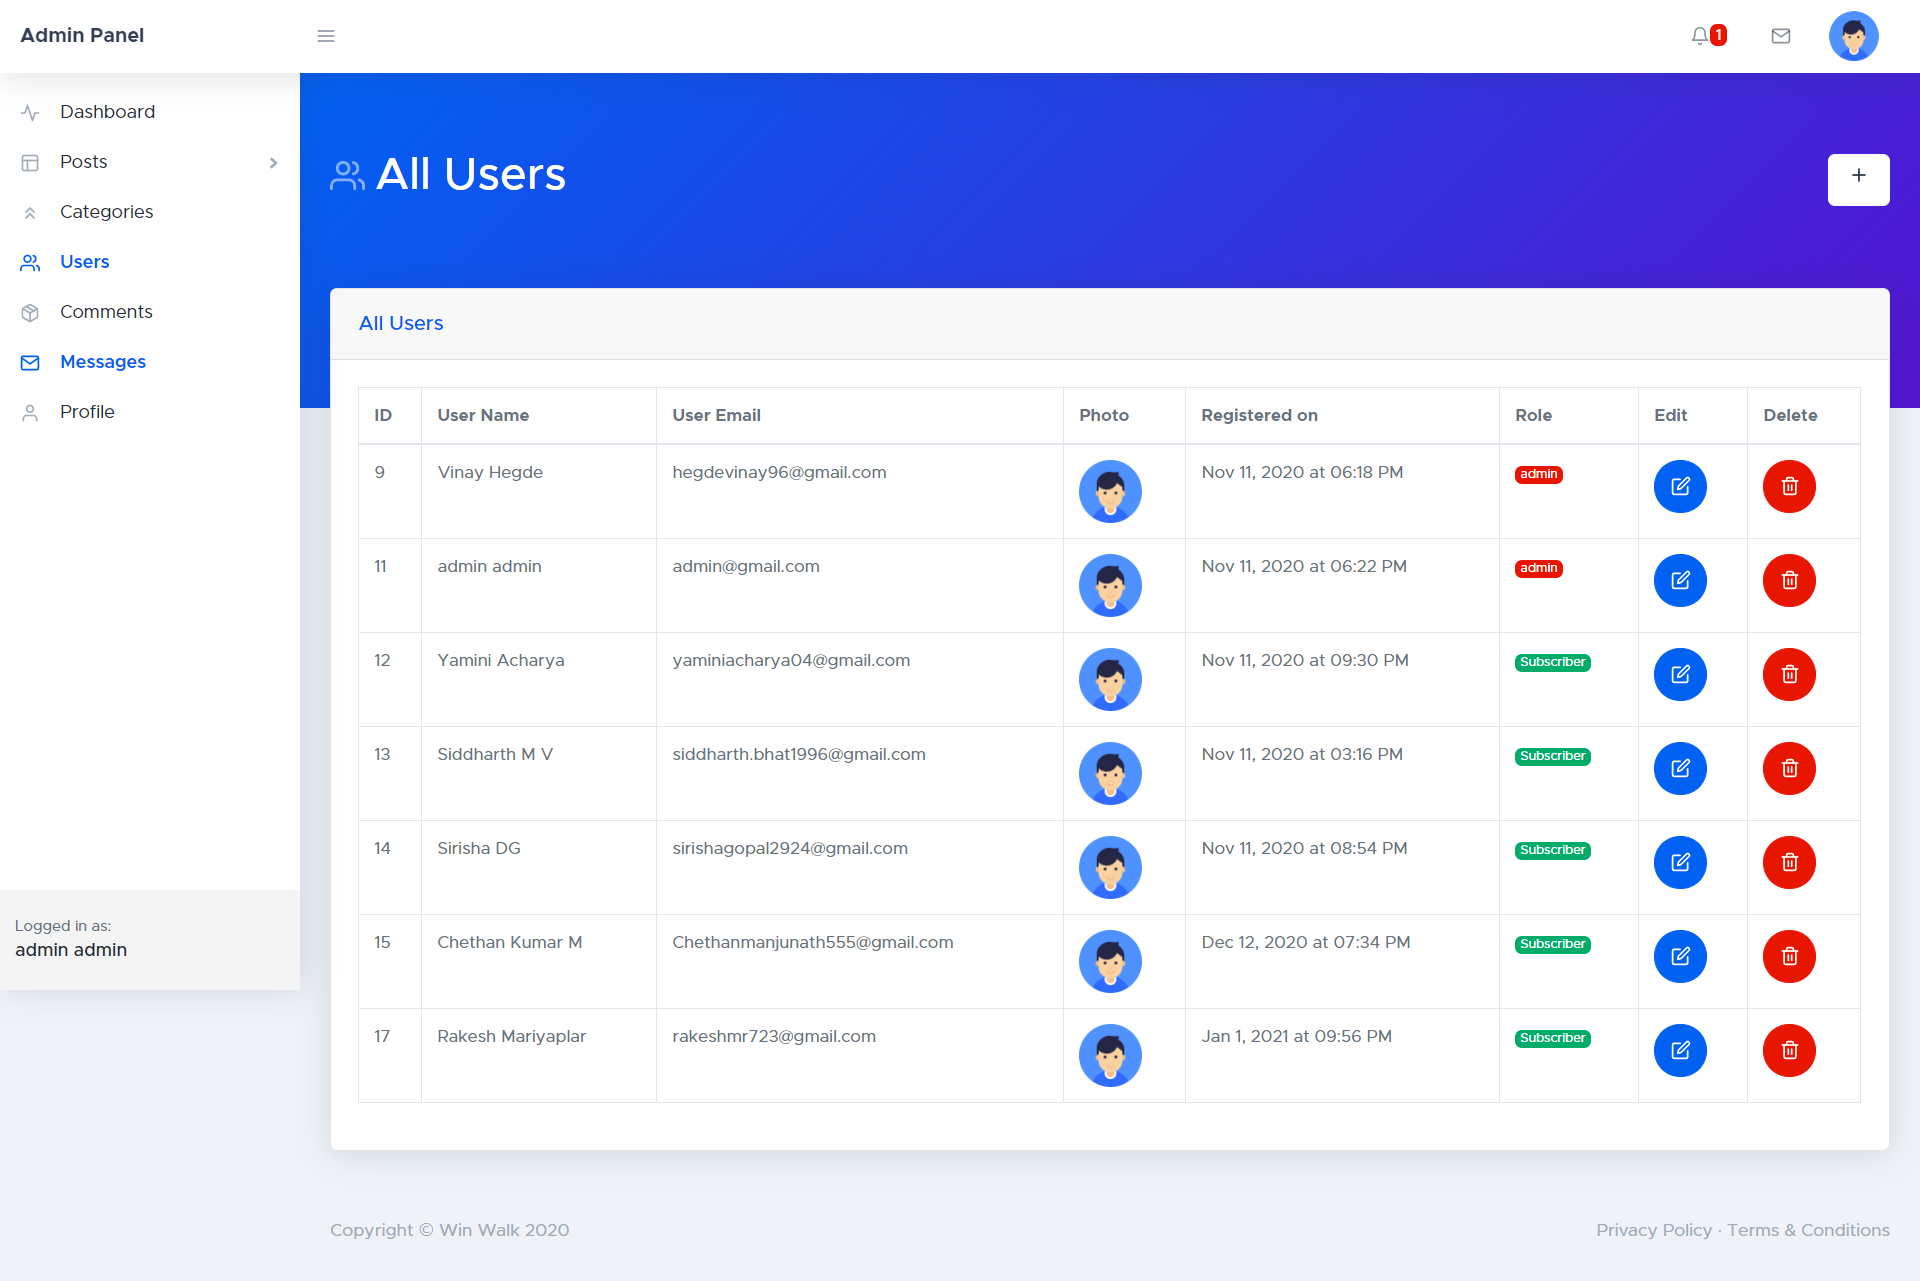 Admin Panel
1
Dashboard
Posts
Categories
Users
Comments
Messages
Profile
Logged in as:
admin admin
All Users
+
All Users
ID User Name User Email Photo Registered on Role Edit Delete
9 Vinay Hegde hegdevinay96@gmail.com Nov 11, 2020 at 06:18 PM admin
11 admin admin admin@gmail.com Nov 11, 2020 at 06:22 PM admin
12 Yamini Acharya yaminiacharya04@gmail.com Nov 11, 2020 at 09:30 PM Subscriber
13 Siddharth M V siddharth.bhat1996@gmail.com Nov 11, 2020 at 03:16 PM Subscriber
14 Sirisha DG sirishagopal2924@gmail.com Nov 11, 2020 at 08:54 PM Subscriber
15 Chethan Kumar M Chethanmanjunath555@gmail.com Dec 12, 2020 at 07:34 PM Subscriber
17 Rakesh Mariyaplar rakeshmr723@gmail.com Jan 1, 2021 at 09:56 PM Subscriber
Copyright © Win Walk 2020
Privacy Policy · Terms & Conditions